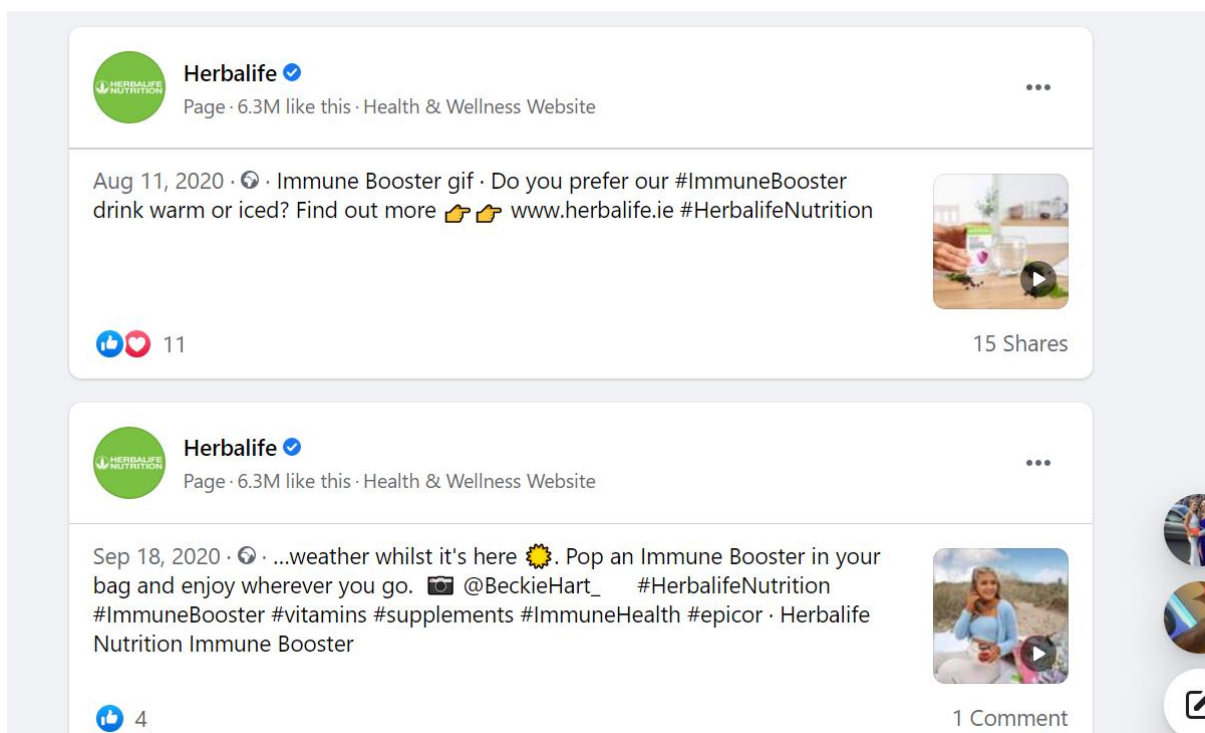 Herbalife
HERBALIFE
NUTRITION
Page · 6.3M like this · Health & Wellness Website
Aug 11, 2020 · · Immune Booster gif · Do you prefer our #ImmuneBooster
drink warm or iced? Find out more 👉 👉 www.herbalife.ie #HerbalifeNutrition
11
15 Shares
Herbalife
HERBALIFE
NUTRITION
Page · 6.3M like this · Health & Wellness Website
Sep 18, 2020 · · ...weather whilst it's here ☀. Pop an Immune Booster in your
bag and enjoy wherever you go. 📷 @BeckieHart_ #HerbalifeNutrition
#ImmuneBooster #vitamins #supplements #ImmuneHealth #epicor · Herbalife
Nutrition Immune Booster
4
1 Comment